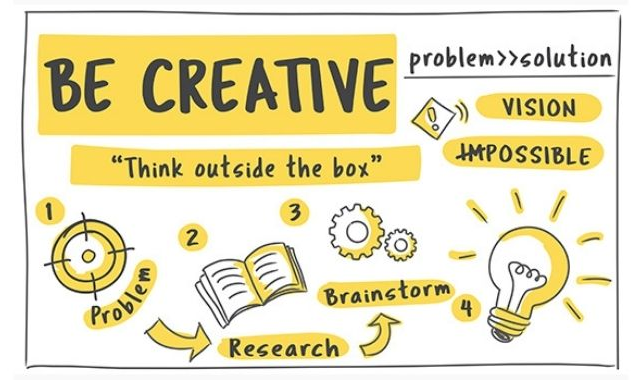 BE CREATIVE
problem>>solution
"Think outside the box"
!
VISION
IMPOSSIBLE
1
Problem
2
Research
3
Brainstorm
4